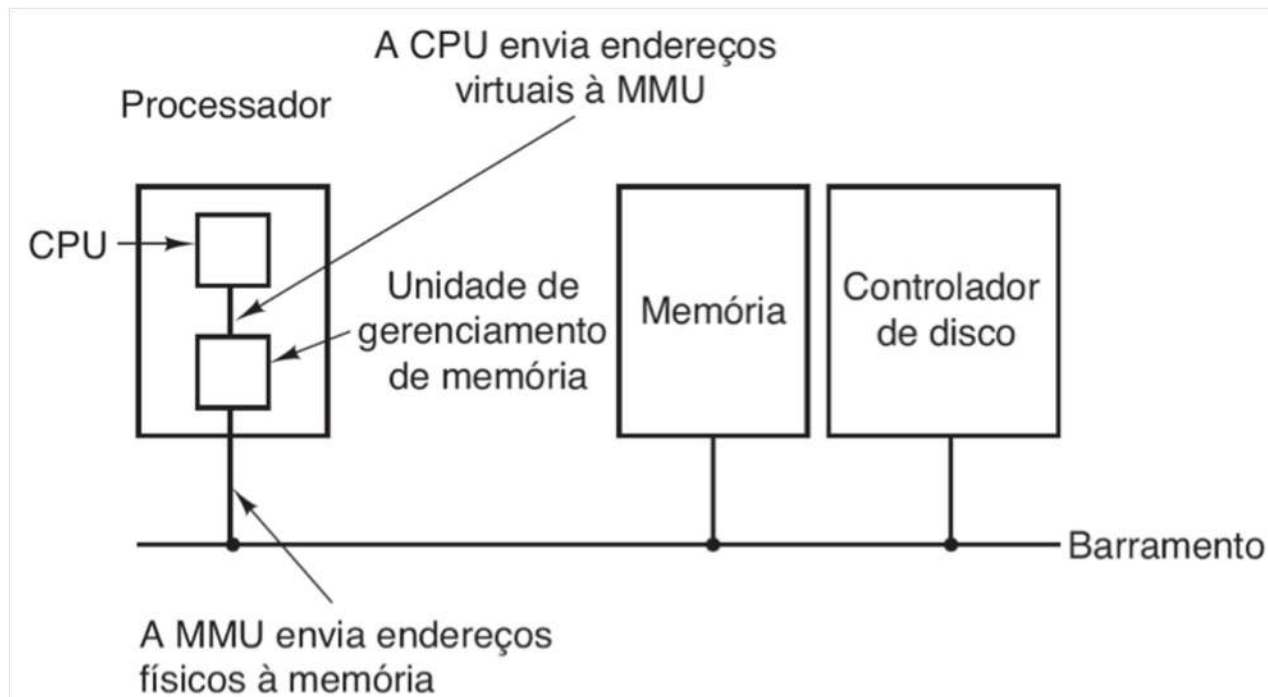 A CPU envia endereços
virtuais à MMU
Processador
CPU
Unidade de
gerenciamento
de memória
Memória
Controlador
de disco
Barramento
A MMU envia endereços
físicos à memória